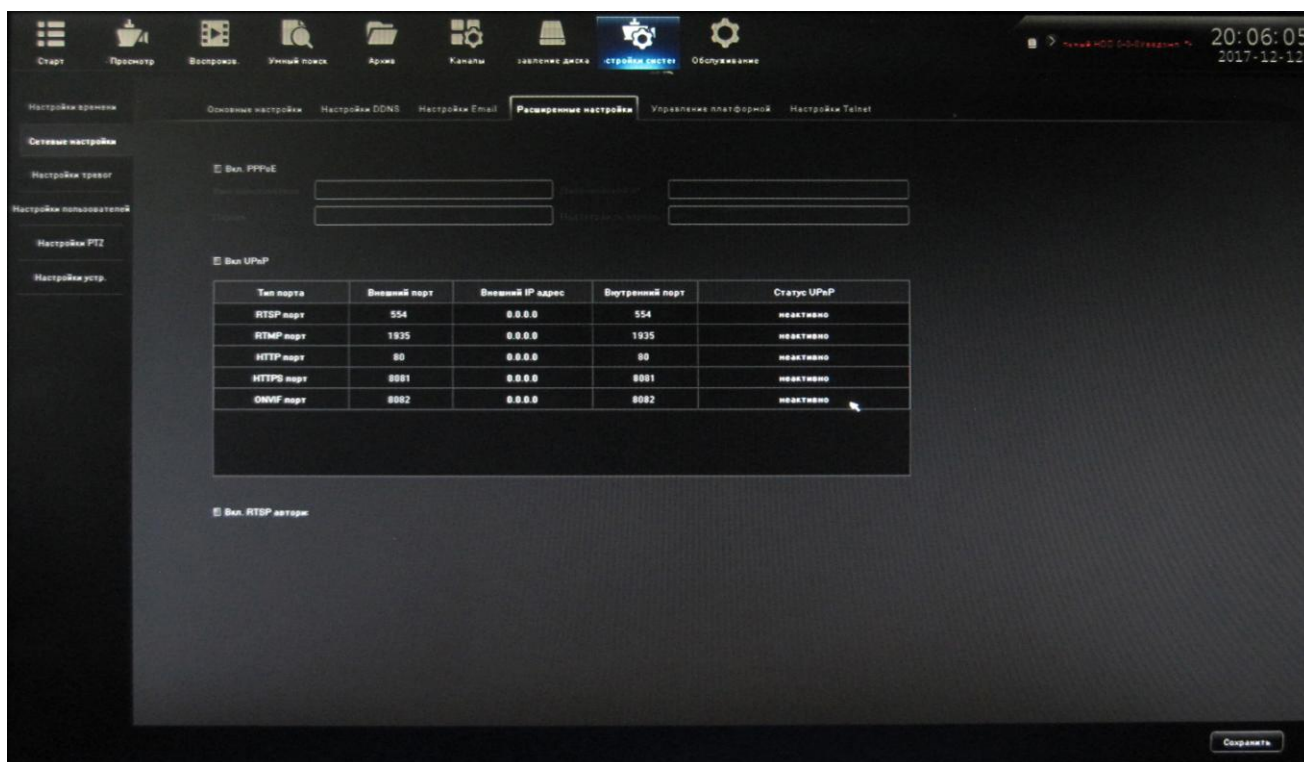 Старт Просмотр Воспроизв. Умный поиск Архив Каналы завление диска стройки систег Обслуживание
20:06:05
2017-12-12
Настройки времени
Сетевые настройки
Настройки тревог
Настройки пользователей
Настройки PTZ
Настройки устр.
Основные настройки Настройки DDNS Настройки Email Расширенные настройки Управления платформой Настройки Telnet
Вкл. PPPoE
Вкл UPnP
Тип порта Внешний порт Внешний IP адрес Внутренний порт Статус UPnP
RTSP порт 554 0.0.0.0 554 неактивно
RTMP порт 1935 0.0.0.0 1935 неактивно
HTTP порт 80 0.0.0.0 80 неактивно
HTTPS порт 8081 0.0.0.0 8081 неактивно
ONVIF порт 8082 0.0.0.0 8082 неактивно
Вкл. RTSP авториж
Сохранить